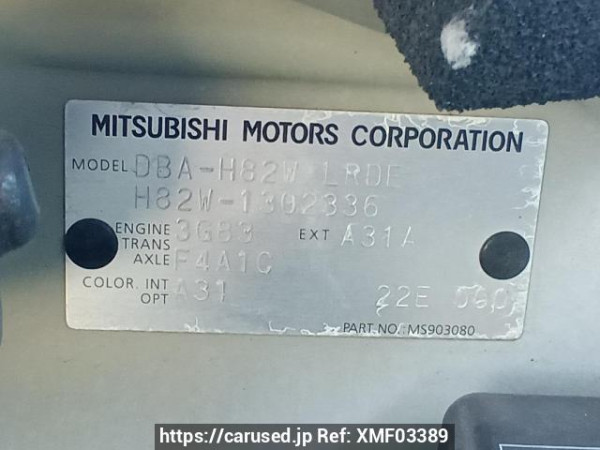 MITSUBISHI MOTORS CORPORATION
MODEL DBA-H82W LRDE
H82W-1302336
ENGINE 3G83 EXT A31A
TRANS
AXLE F4A1C
COLOR. INT A31
OPT 22E
PART NO. MS903080
https://carused.jp Ref: XMF03389